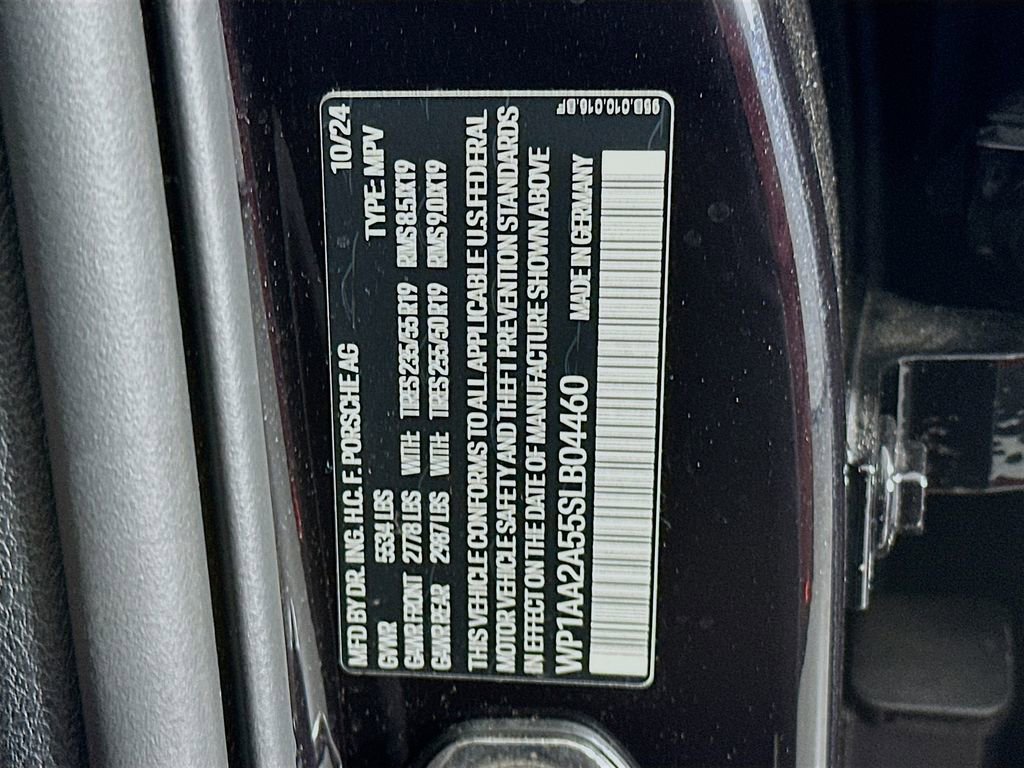 MFD BY DR. ING. H.C. F. PORSCHE AG 10/24
GVWR 5534 LBS TYPE: MPV
GAWR FRONT 2778 LBS WITH: TIRES 235/55 R19 RIMS 8.5JX19
GAWR REAR 2987 LBS WITH: TIRES 255/50 R19 RIMS 9.0JX19
THIS VEHICLE CONFORMS TO ALL APPLICABLE U.S. FEDERAL
MOTOR VEHICLE SAFETY AND THEFT PREVENTION STANDARDS
IN EFFECT ON THE DATE OF MANUFACTURE SHOWN ABOVE
WP1AA2A55SLB04460 MADE IN GERMANY
95B.010.016.BF